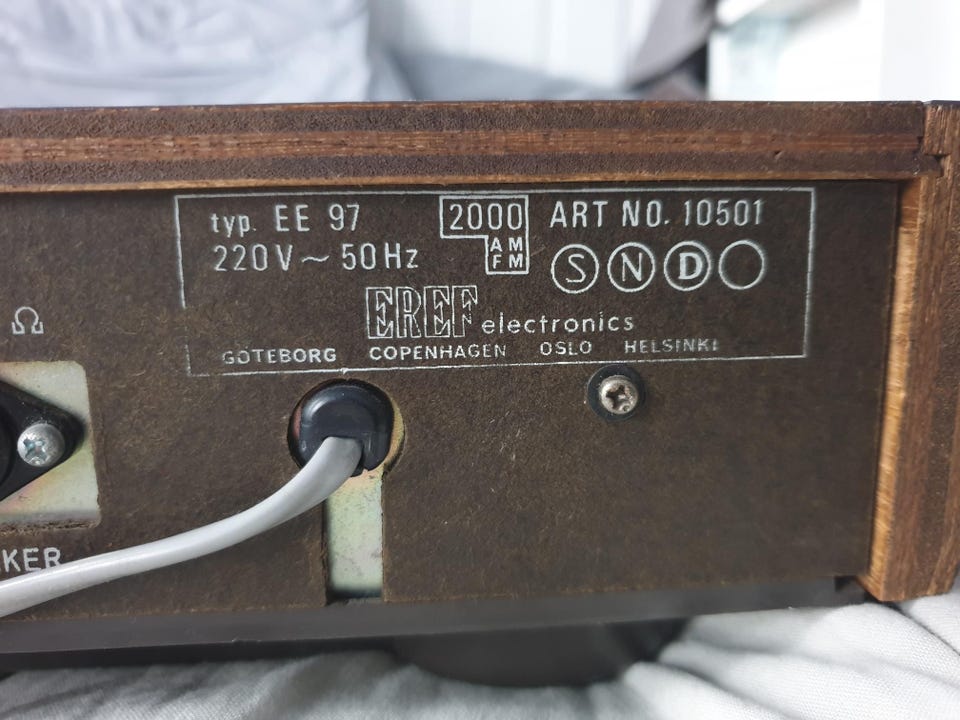 typ. EE 97
220V~ 50Hz
2000
AM
FM
ART NO. 10501
S N D
EREF electronics
GÖTEBORG COPENHAGEN OSLO HELSINKI
Ω
KER